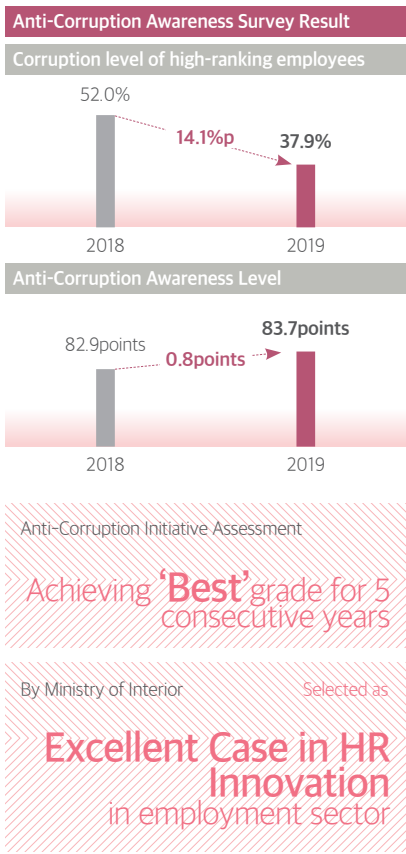 Anti-Corruption Awareness Survey Result
Corruption level of high-ranking employees
52.0%
14.1%p
37.9%
2018 2019
Anti-Corruption Awareness Level
83.7points
82.9points
0.8points
2018 2019
Anti-Corruption Initiative Assessment
Achieving ‘Best’grade for 5
consecutive years
By Ministry of Interior Selected as
Excellent Case in HR
Innovation
in employment sector